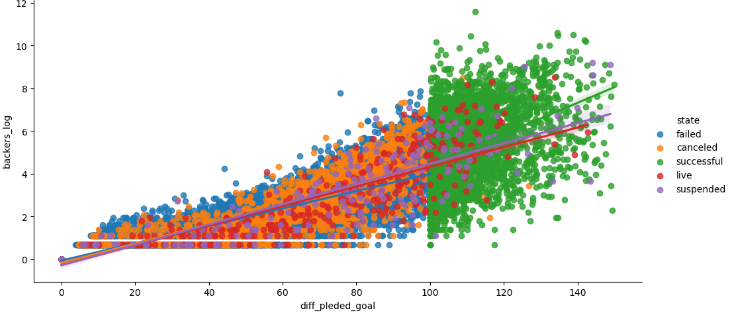 12
10
8
6
4
2
0
backers_log
0
20
40
60
80
100
120
140
diff_pleded_goal
state
failed
canceled
successful
live
suspended